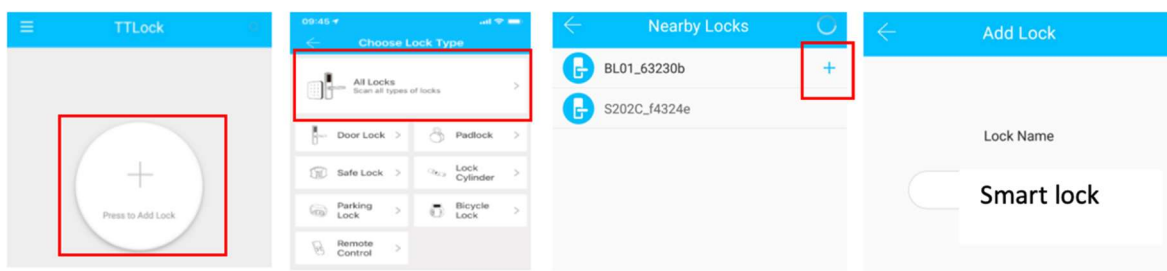 TTLock
Press to Add Lock
09:45
Choose Lock Type
All Locks
Scan all types of locks
Door Lock
Padlock
Safe Lock
Lock
Cylinder
Parking
Lock
Bicycle
Lock
Remote
Control
Nearby Locks
BL01_63230b
S202C_f4324e
Add Lock
Lock Name
Smart lock